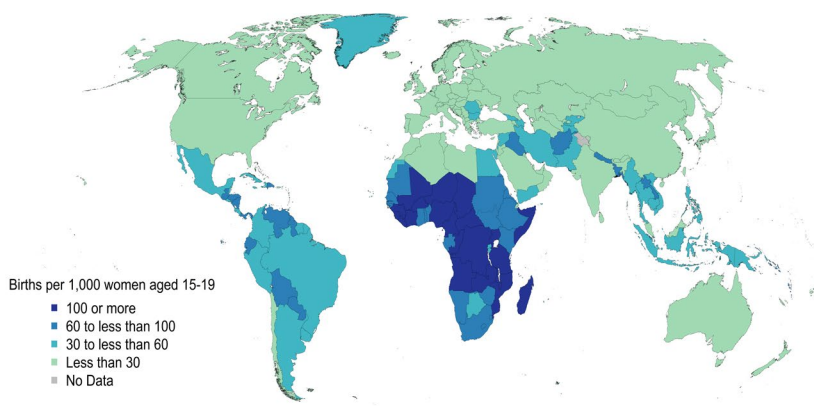 Births per 1,000 women aged 15-19
100 or more
60 to less than 100
30 to less than 60
Less than 30
No Data